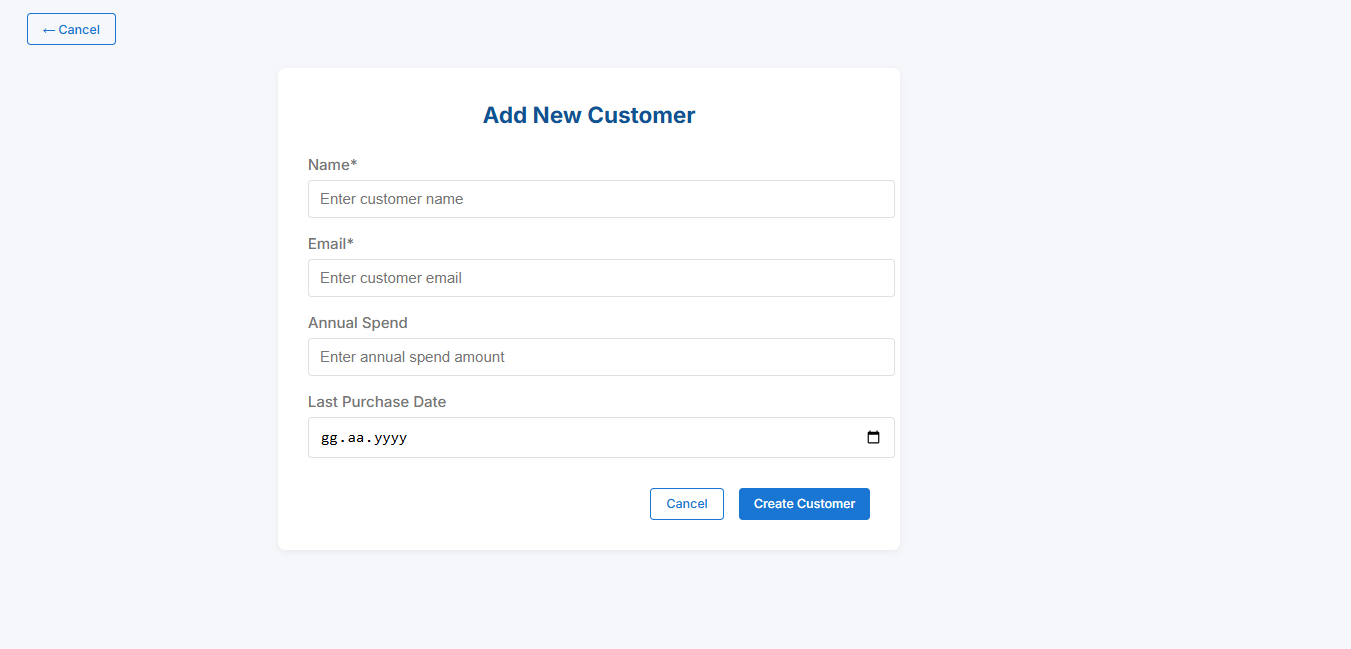 ← Cancel
Add New Customer
Name*
Enter customer name
Email*
Enter customer email
Annual Spend
Enter annual spend amount
Last Purchase Date
gg.aa.yyyy
Cancel Create Customer